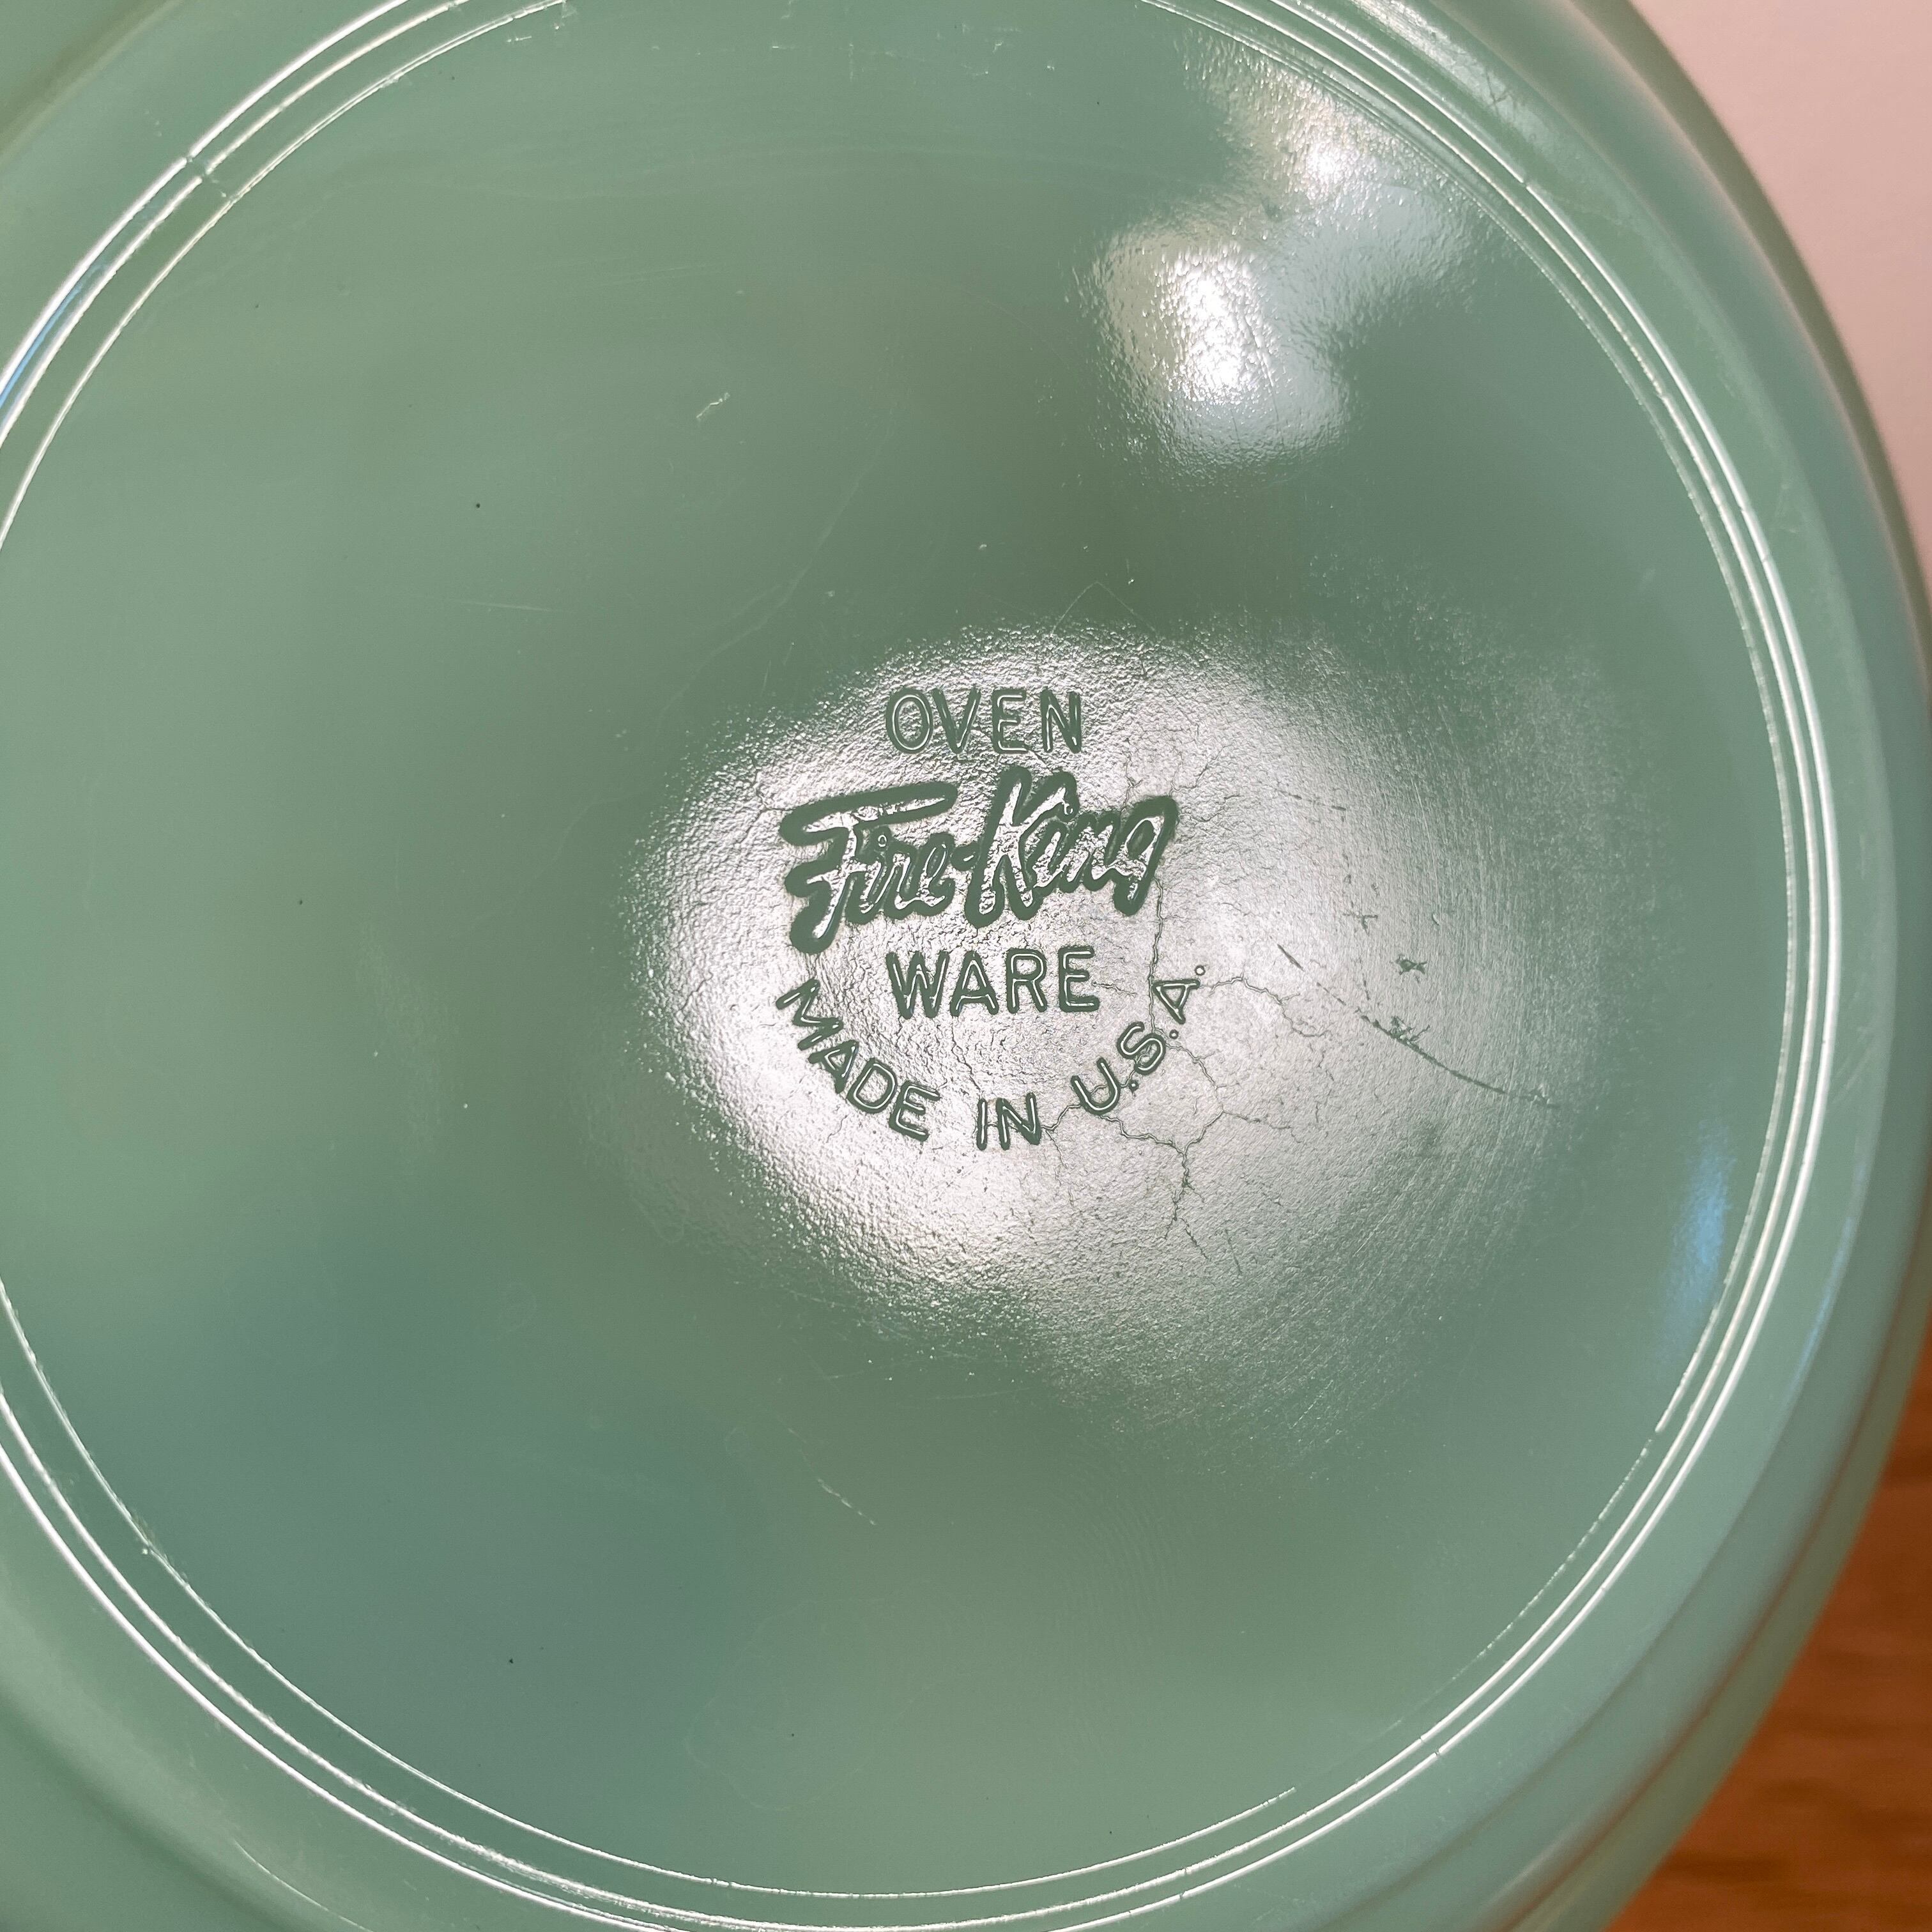 OVEN
Fire-King
WARE
MADE IN U.S.A.